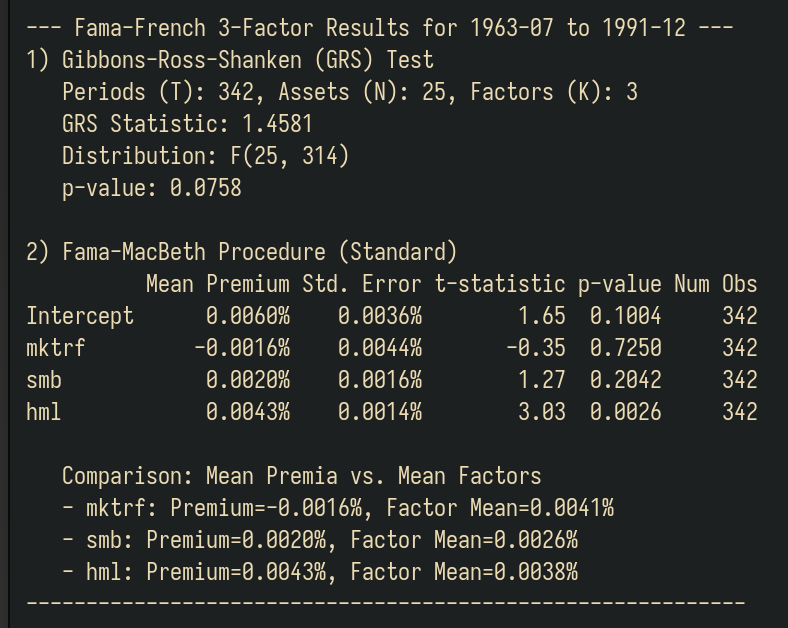 --- Fama-French 3-Factor Results for 1963-07 to 1991-12 ---
1) Gibbons-Ross-Shanken (GRS) Test
   Periods (T): 342, Assets (N): 25, Factors (K): 3
   GRS Statistic: 1.4581
   Distribution: F(25, 314)
   p-value: 0.0758

2) Fama-MacBeth Procedure (Standard)
          Mean Premium Std. Error t-statistic p-value Num Obs
Intercept      0.0060%    0.0036%        1.65  0.1004     342
mktrf         -0.0016%    0.0044%       -0.35  0.7250     342
smb            0.0020%    0.0016%        1.27  0.2042     342
hml            0.0043%    0.0014%        3.03  0.0026     342

   Comparison: Mean Premia vs. Mean Factors
   - mktrf: Premium=-0.0016%, Factor Mean=0.0041%
   - smb: Premium=0.0020%, Factor Mean=0.0026%
   - hml: Premium=0.0043%, Factor Mean=0.0038%
------------------------------------------------------------